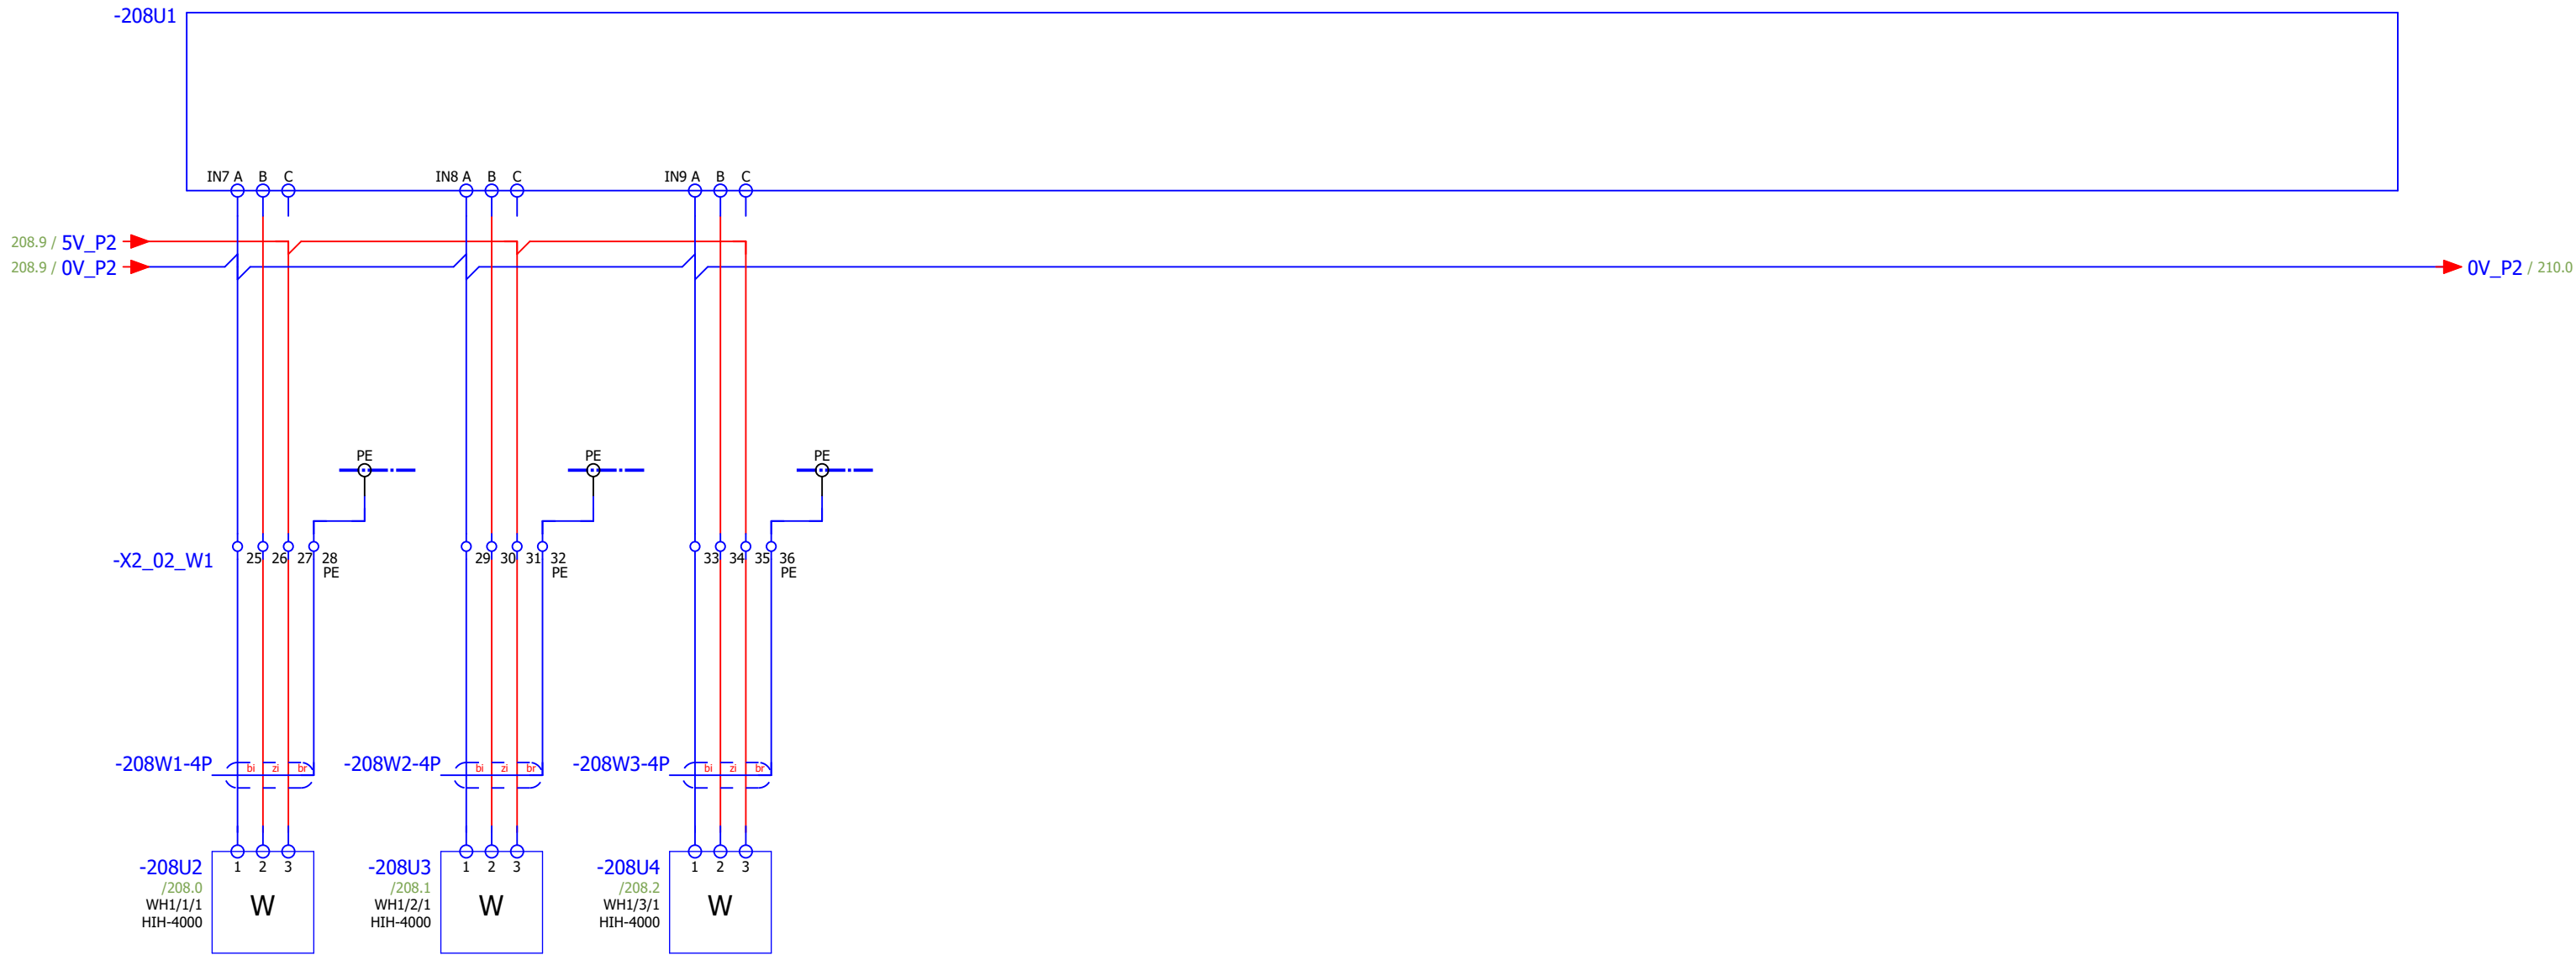 -208U1
IN7 A B C IN8 A B C IN9 A B C
208.9 / 5V_P2
208.9 / 0V_P2 0V_P2 / 210.0
PE PE PE
-X2_02_W1 25 26 27 28 29 30 31 32 33 34 35 36
PE PE PE
-208W1-4P bi zi br -208W2-4P bi zi br -208W3-4P bi zi br
-208U2 1 2 3 -208U3 1 2 3 -208U4 1 2 3
/208.0 /208.1 /208.2
WH1/1/1 W WH1/2/1 W WH1/3/1 W
HIH-4000 HIH-4000 HIH-4000